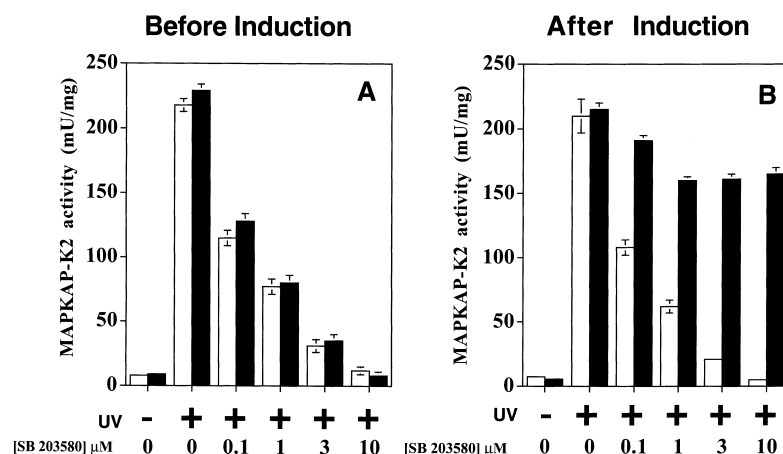 Before Induction
After Induction
MAPKAP-K2 activity (mU/mg)
250
200
150
100
50
0
A
UV - + + + + +
[SB 203580] μM 0 0 0.1 1 3 10
MAPKAP-K2 activity (mU/mg)
250
200
150
100
50
0
B
UV - + + + + +
[SB 203580] μM 0 0 0.1 1 3 10